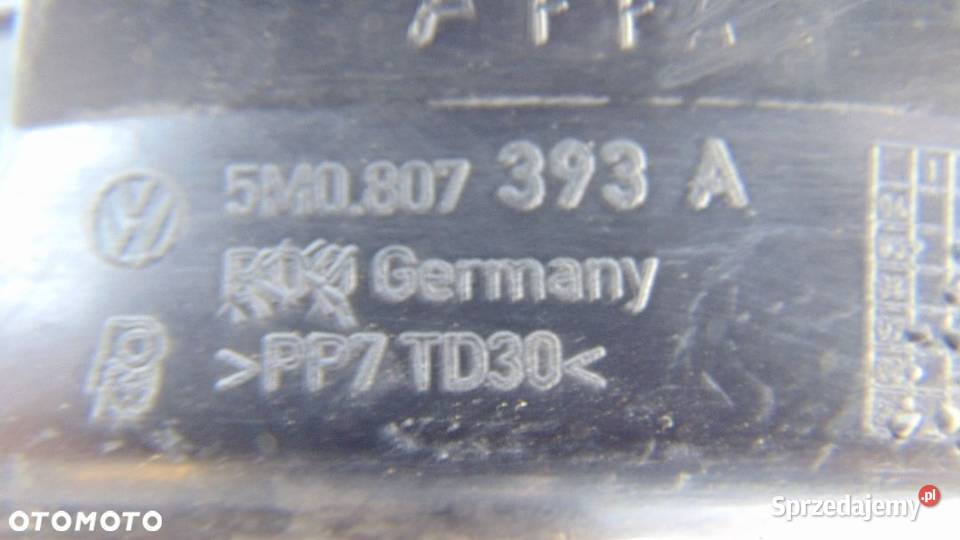 5M0.807 393 A
Germany
>PP7 TD30<
OTOMOTO
Sprzedajemy.pl